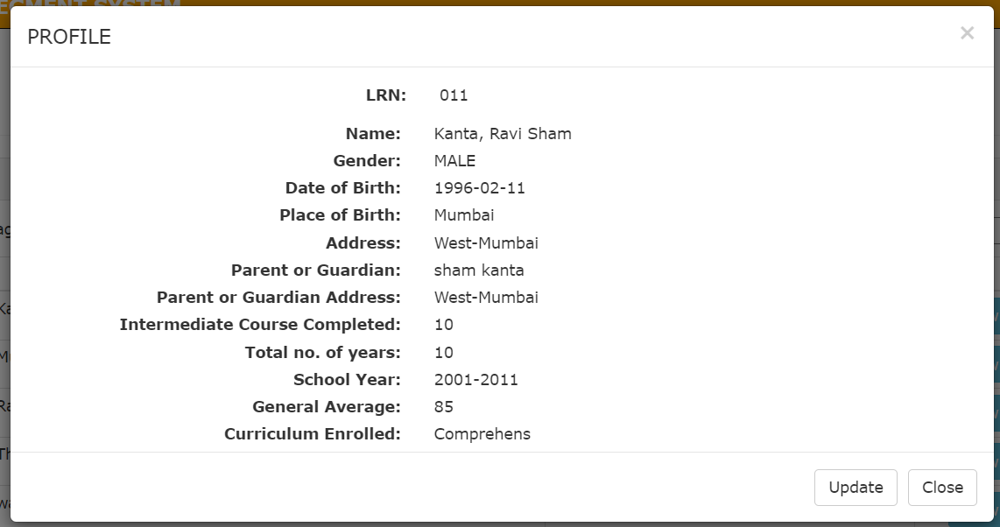 PROFILE ×
LRN: 011
Name: Kanta, Ravi Sham
Gender: MALE
Date of Birth: 1996-02-11
Place of Birth: Mumbai
Address: West-Mumbai
Parent or Guardian: sham kanta
Parent or Guardian Address: West-Mumbai
Intermediate Course Completed: 10
Total no. of years: 10
School Year: 2001-2011
General Average: 85
Curriculum Enrolled: Comprehens
Update Close